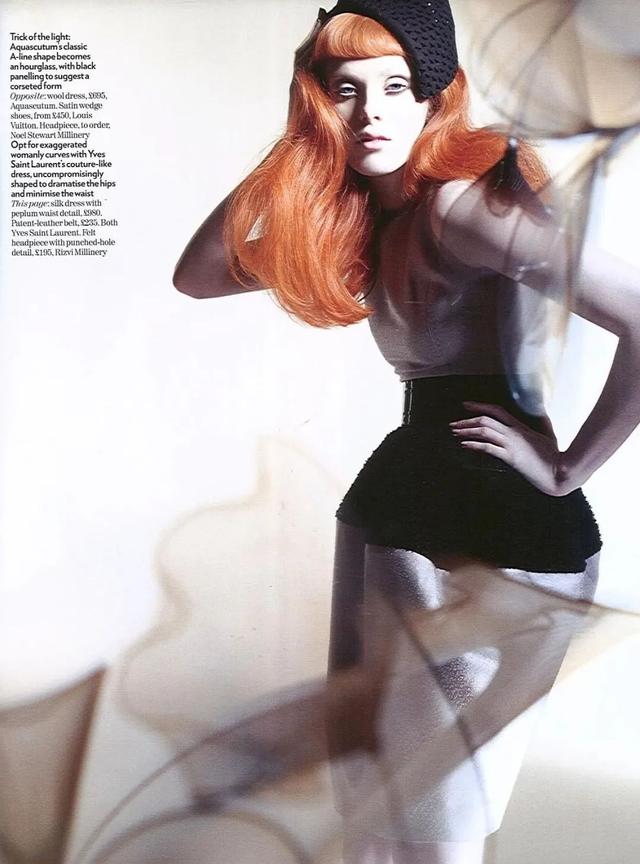 Trick of the light:
Aquascutum's classic
A-line shape becomes
an hourglass, with black
panelling to suggest a
corseted form
Opposite: wool dress, £695,
Aquascutum. Satin wedge
shoes, from £450, Louis
Vuitton. Headpiece, to order,
Noel Stewart Millinery
Opt for exaggerated
womanly curves with Yves
Saint Laurent's couture-like
dress, uncompromisingly
shaped to dramatise the hips
and minimise the waist
This page: silk dress with
peplum waist detail, £980.
Patent-leather belt, £235. Both
Yves Saint Laurent. Felt
headpiece with punched-hole
detail, £195, Rizvi Millinery